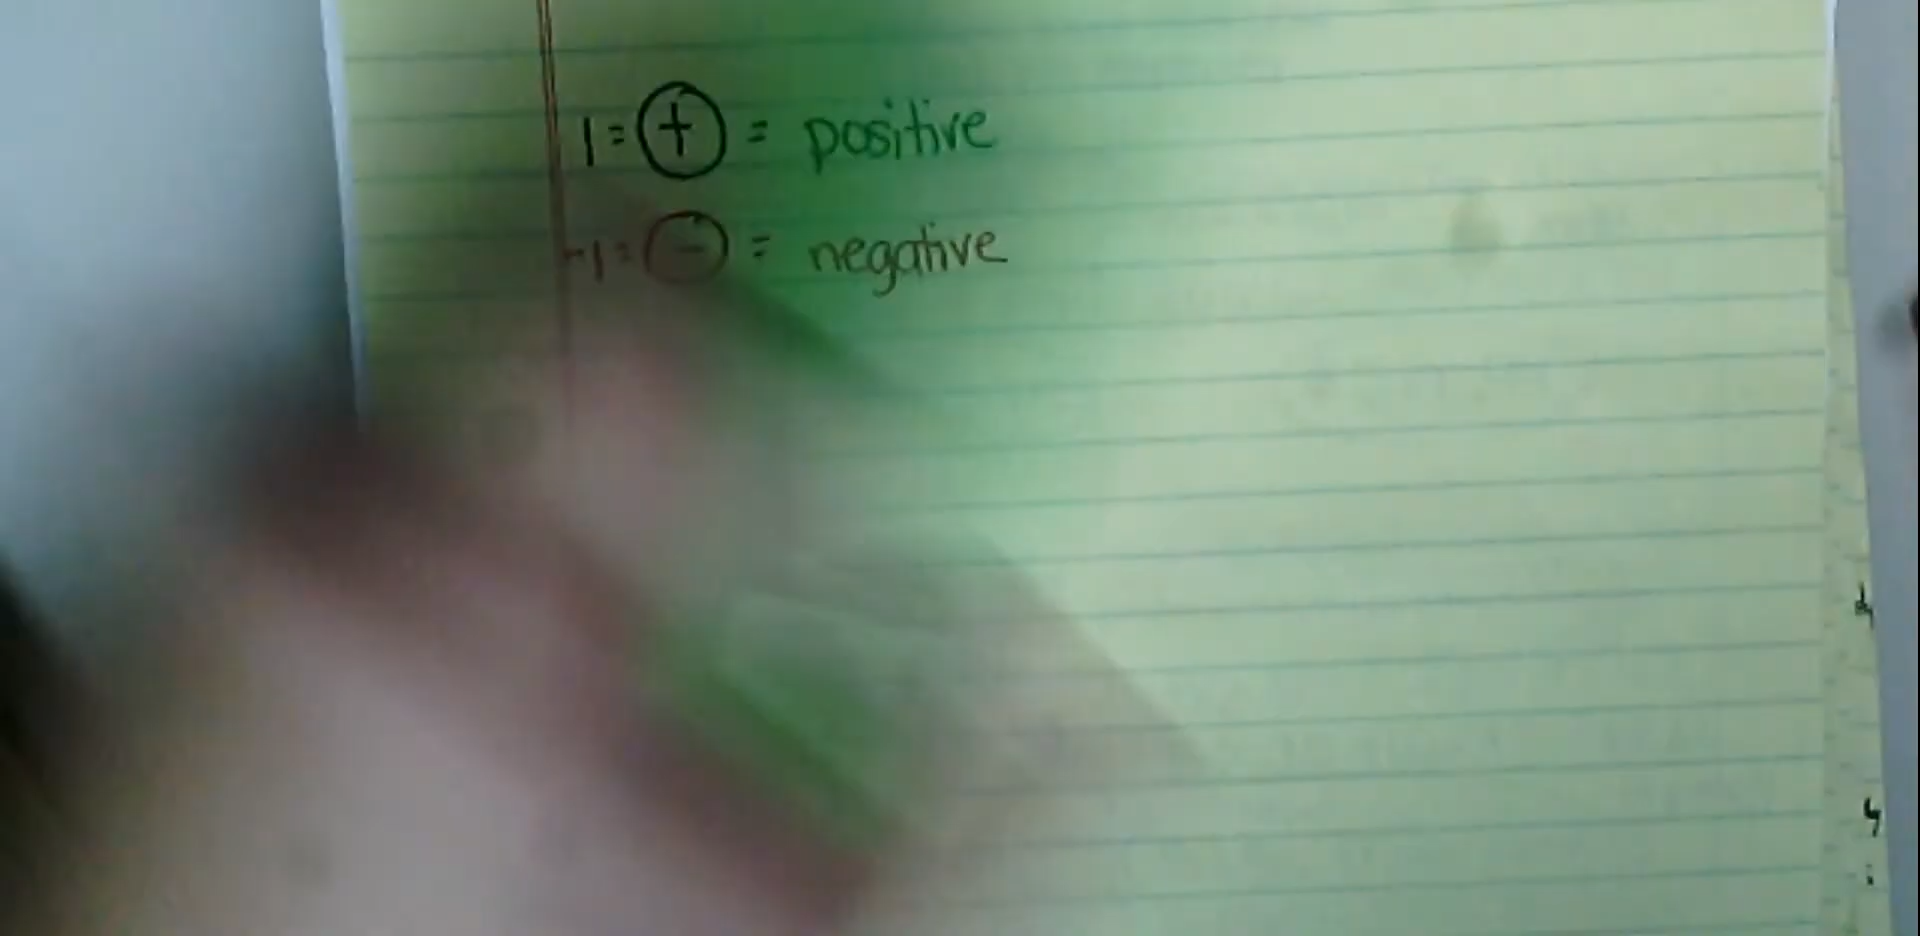 1 = ⊕ = positive
-1 = ⊖ = negative